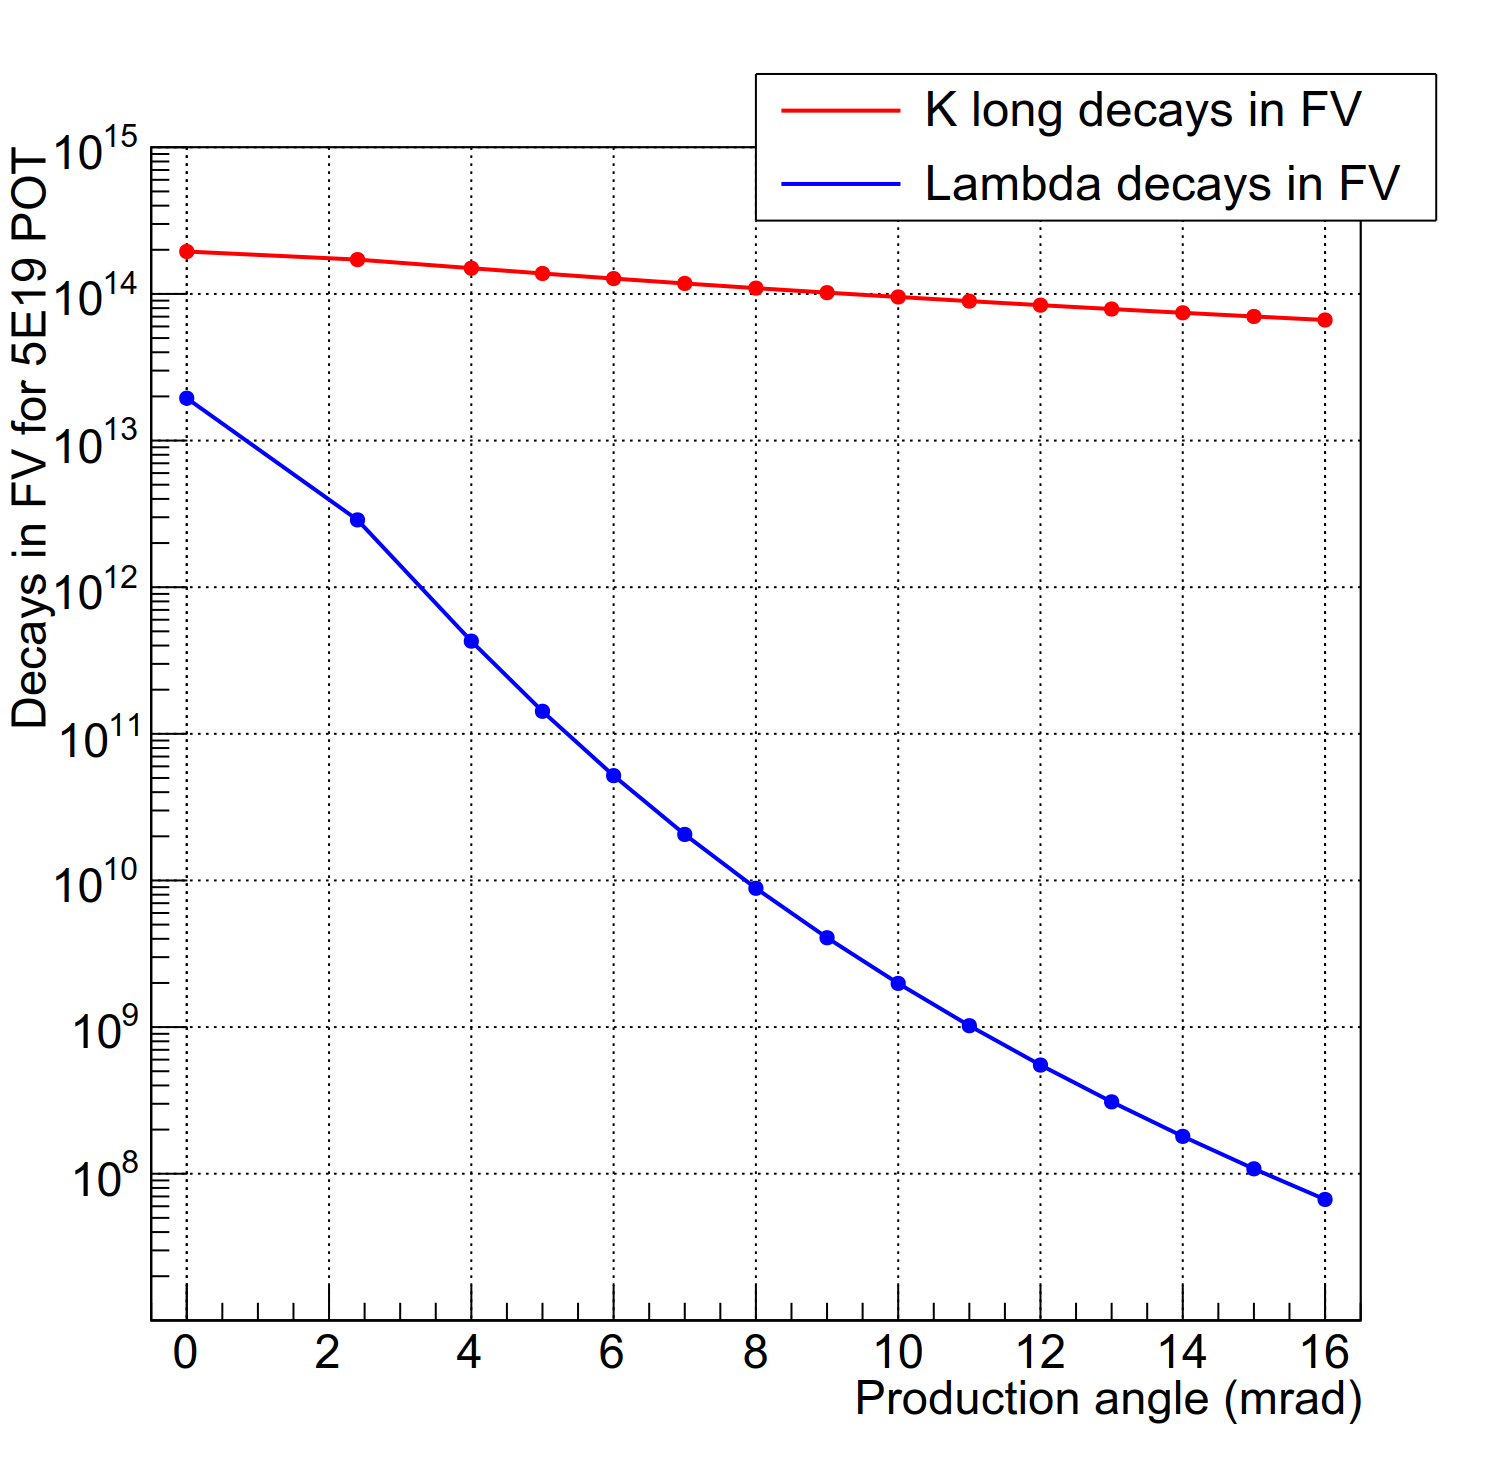 K long decays in FV
Lambda decays in FV
Decays in FV for 5E19 POT
10^15
10^14
10^13
10^12
10^11
10^10
10^9
10^8
0 2 4 6 8 10 12 14 16
Production angle (mrad)